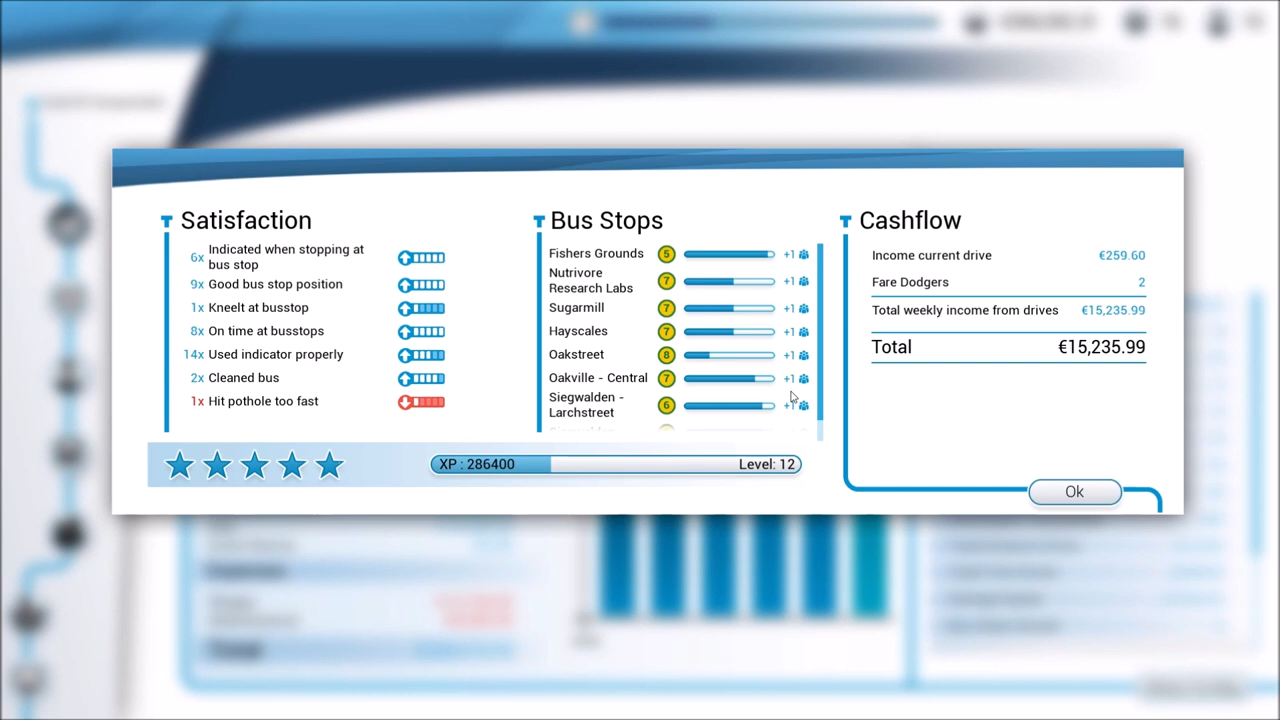 Satisfaction
6x Indicated when stopping at
bus stop
9x Good bus stop position
1x Kneelt at busstop
8x On time at busstops
14x Used indicator properly
2x Cleaned bus
1x Hit pothole too fast
XP : 286400 Level: 12
Bus Stops
Fishers Grounds 5 +1
Nutrivore
Research Labs 7 +1
Sugarmill 7 +1
Hayscales 7 +1
Oakstreet 8 +1
Oakville - Central 7 +1
Siegwalden -
Larchstreet 6 +1
Cashflow
Income current drive €259.60
Fare Dodgers 2
Total weekly income from drives €15,235.99
Total €15,235.99
Ok